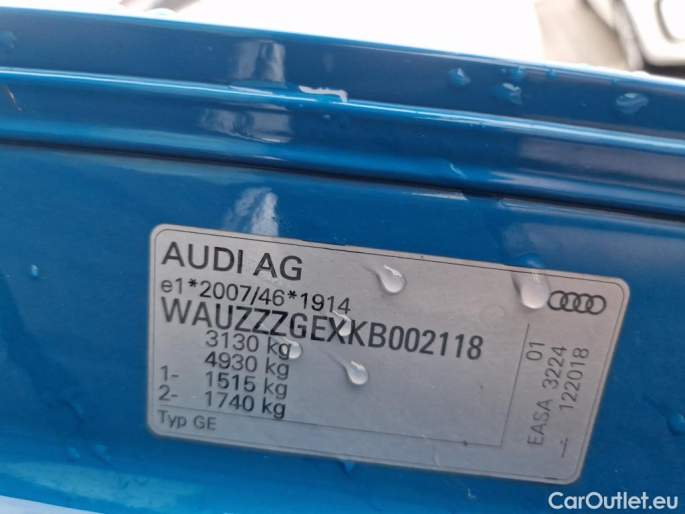 AUDI AG
e1*2007/46*1914
WAUZZZGEXKB002118
3130 kg
4930 kg
1- 1515 kg
2- 1740 kg
Typ GE
01
EASA 3224
-/- 122018
CarOutlet.eu